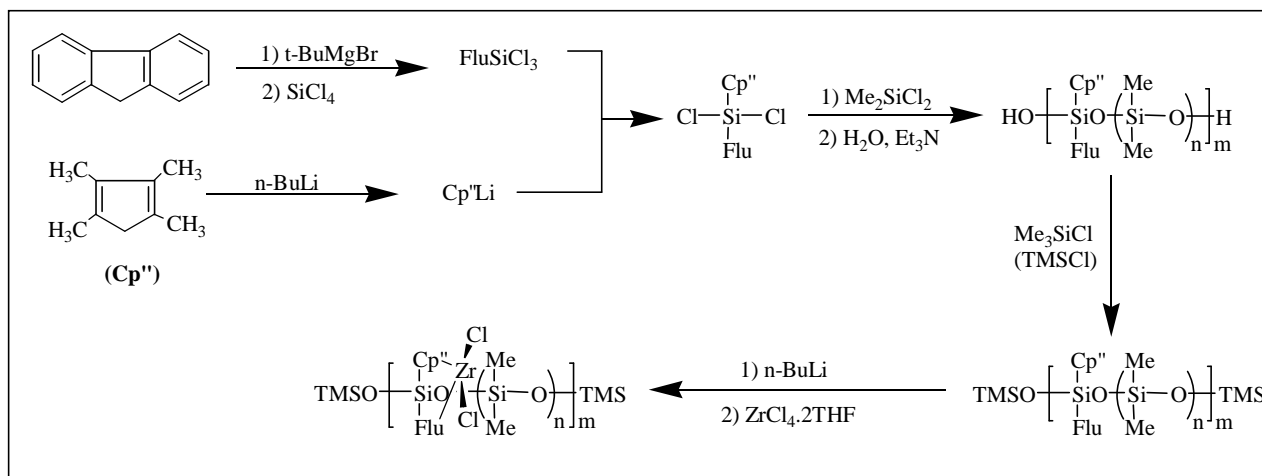 1) t-BuMgBr
2) SiCl4
FluSiCl3
H3C
CH3
H3C
CH3
(Cp'')
n-BuLi
Cp''Li
Cp''
Cl
Si
Cl
Flu
1) Me2SiCl2
2) H2O, Et3N
Cp''
Me
HO
SiO
Si
O
H
n
m
Flu
Me
Me3SiCl
(TMSCl)
Cp''
Me
TMSO
SiO
Si
O
TMS
n
m
Flu
Me
1) n-BuLi
2) ZrCl4.2THF
Cl
Cp''
Zr
Me
TMSO
SiO
Si
O
TMS
Cl
n
m
Flu
Me